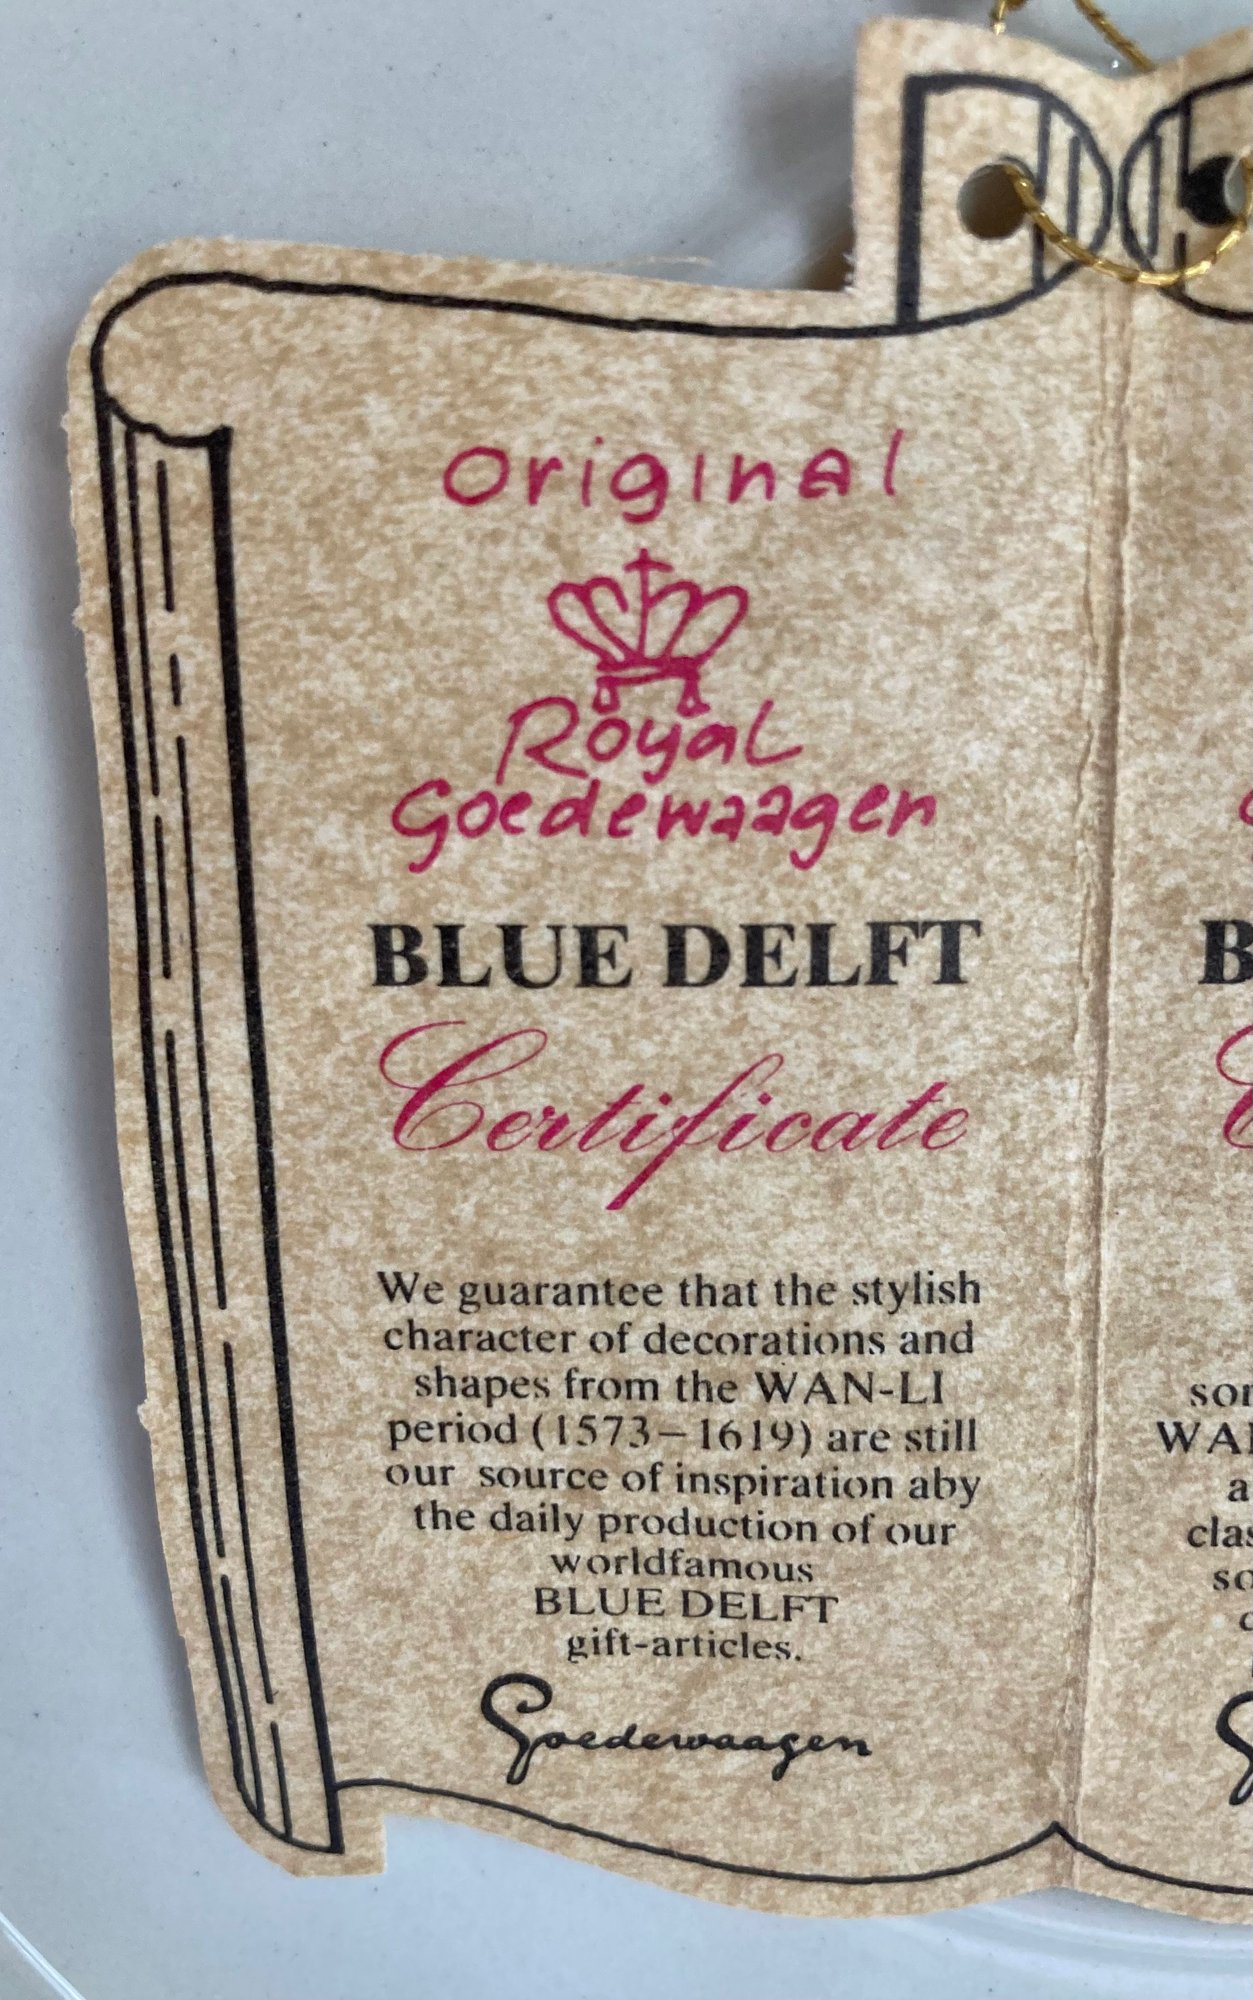 original
Royal
Goedewaagen
BLUE DELFT
Certificate
We guarantee that the stylish
character of decorations and
shapes from the WAN-LI
period (1573–1619) are still
our source of inspiration aby
the daily production of our
worldfamous
BLUE DELFT
gift-articles.
Goedewaagen